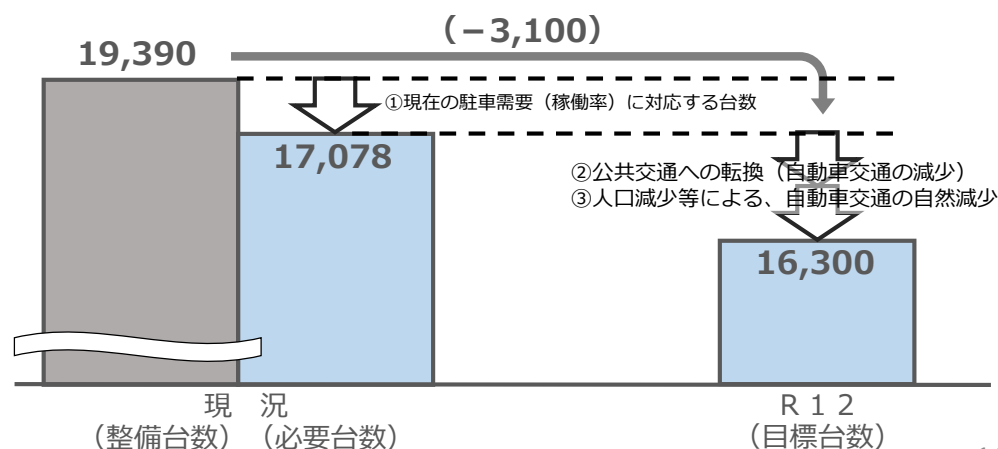 (-3,100)
19,390
①現在の駐車需要（稼働率）に対応する台数
17,078
②公共交通への転換（自動車交通の減少）
③人口減少等による、自動車交通の自然減少
16,300
現　況
（整備台数）（必要台数）
Ｒ１２
（目標台数）